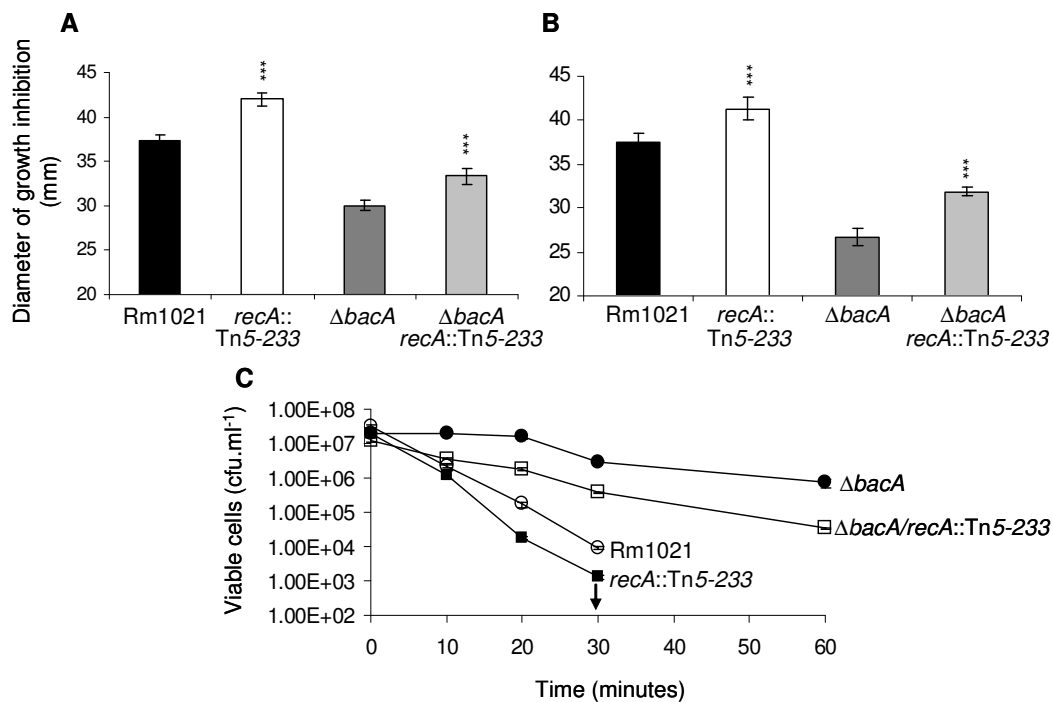 A
B
Diameter of growth inhibition
(mm)
45
40
35
30
25
20
***
***
Rm1021
recA::
Tn5-233
ΔbacA
ΔbacA
recA::Tn5-233
45
40
35
30
25
20
***
***
Rm1021
recA::
Tn5-233
ΔbacA
ΔbacA
recA::Tn5-233
C
Viable cells (cfu.ml-1)
1.00E+08
1.00E+07
1.00E+06
1.00E+05
1.00E+04
1.00E+03
1.00E+02
ΔbacA
ΔbacA/recA::Tn5-233
Rm1021
recA::Tn5-233
0 10 20 30 40 50 60
Time (minutes)